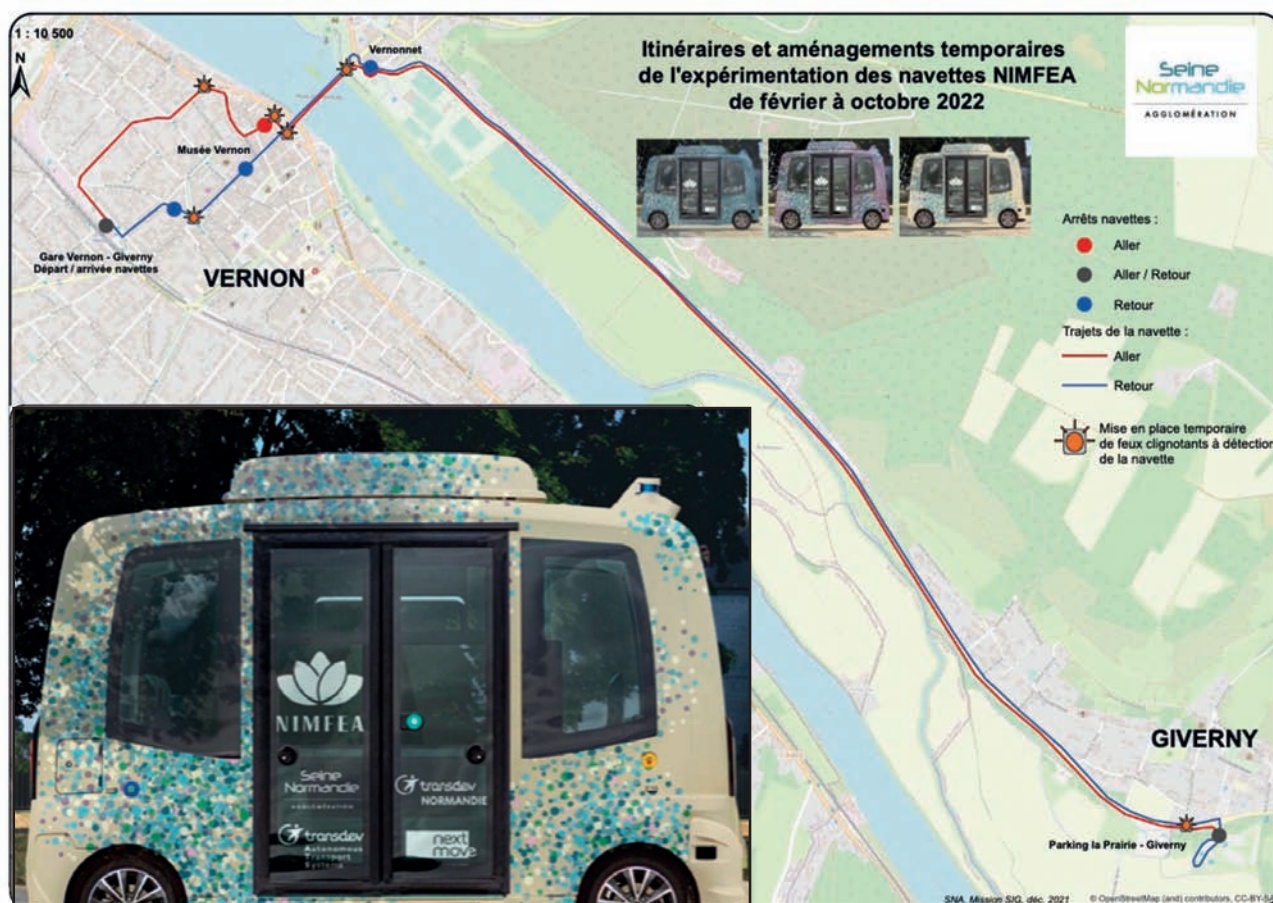 1 : 10 500
N
Itinéraires et aménagements temporaires
de l'expérimentation des navettes NIMFEA
de février à octobre 2022
Seine
Normandie
AGGLOMÉRATION
Vernonnet
Musée Vernon
Gare Vernon - Giverny
Départ / arrivée navettes
VERNON
Arrêts navettes :
Aller
Aller / Retour
Retour
Trajets de la navette :
Aller
Retour
Mise en place temporaire
de feux clignotants à détection
de la navette
NIMFEA
Seine
Normandie
AGGLOMÉRATION
transdev
Autonomous
Transport
Systems
transdev
NORMANDIE
next
move
GIVERNY
Parking la Prairie - Giverny
SNA, Mission SIG, déc. 2021
© OpenStreetMap (and) contributors, CC-BY-SA